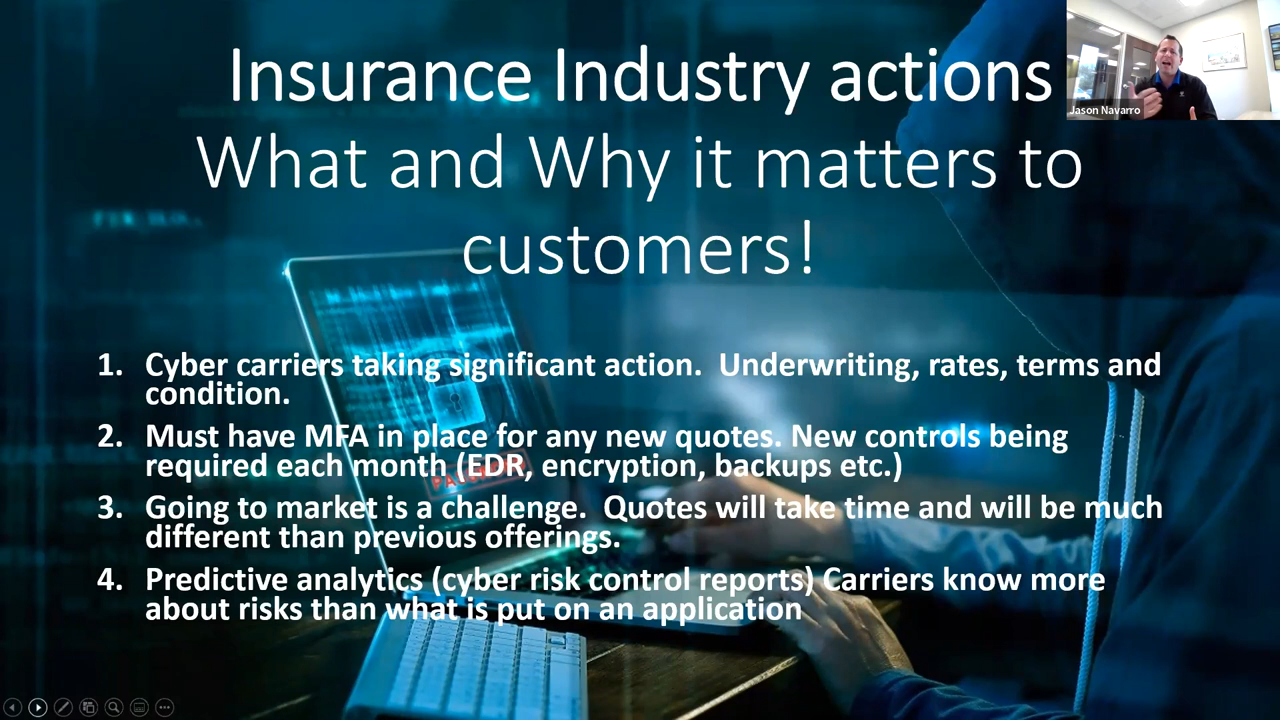 Insurance Industry actions
What and Why it matters to
customers!
Jason Navarro
1. Cyber carriers taking significant action.  Underwriting, rates, terms and
condition.
2. Must have MFA in place for any new quotes. New controls being
required each month (EDR, encryption, backups etc.)
3. Going to market is a challenge.  Quotes will take time and will be much
different than previous offerings.
4. Predictive analytics (cyber risk control reports) Carriers know more
about risks than what is put on an application